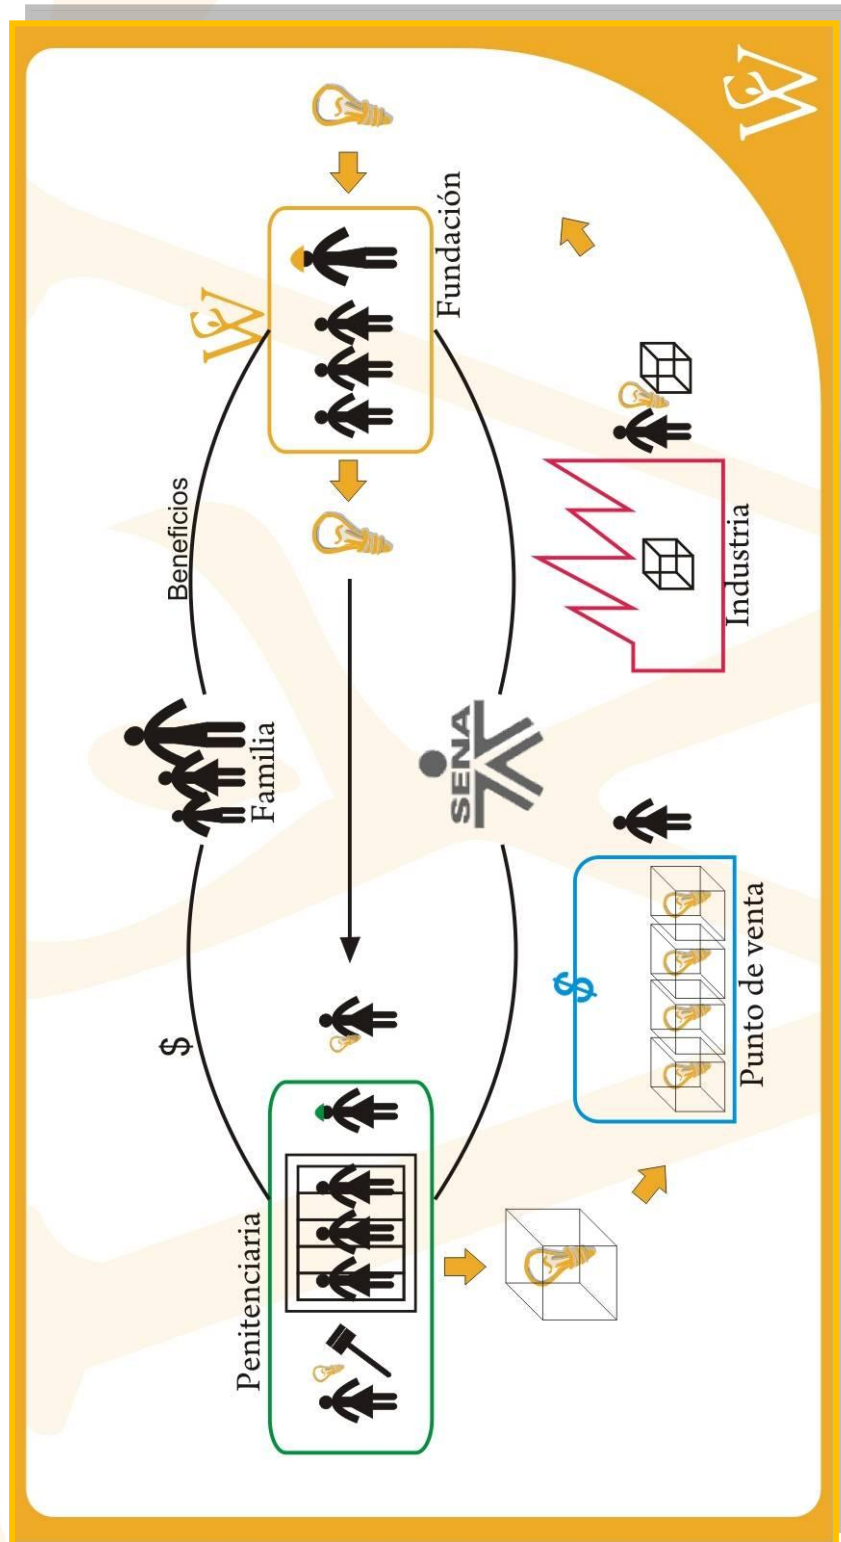 Penitenciaria
$
Familia
Beneficios
Fundación
SENA
$
Punto de venta
Industria